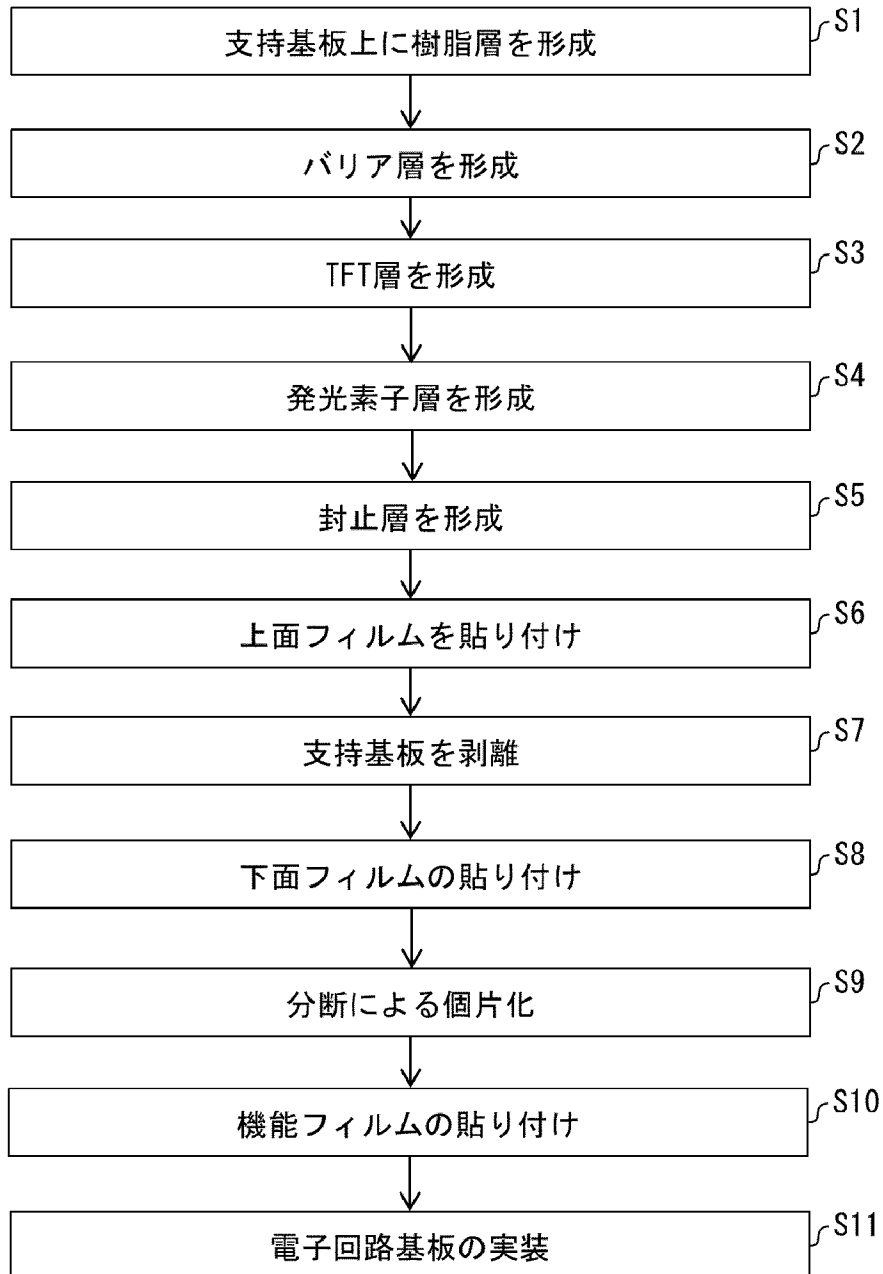 S1
支持基板上に樹脂層を形成
S2
バリア層を形成
S3
TFT層を形成
S4
発光素子層を形成
S5
封止層を形成
S6
上面フィルムを貼り付け
S7
支持基板を剥離
S8
下面フィルムの貼り付け
S9
分断による個片化
S10
機能フィルムの貼り付け
S11
電子回路基板の実装